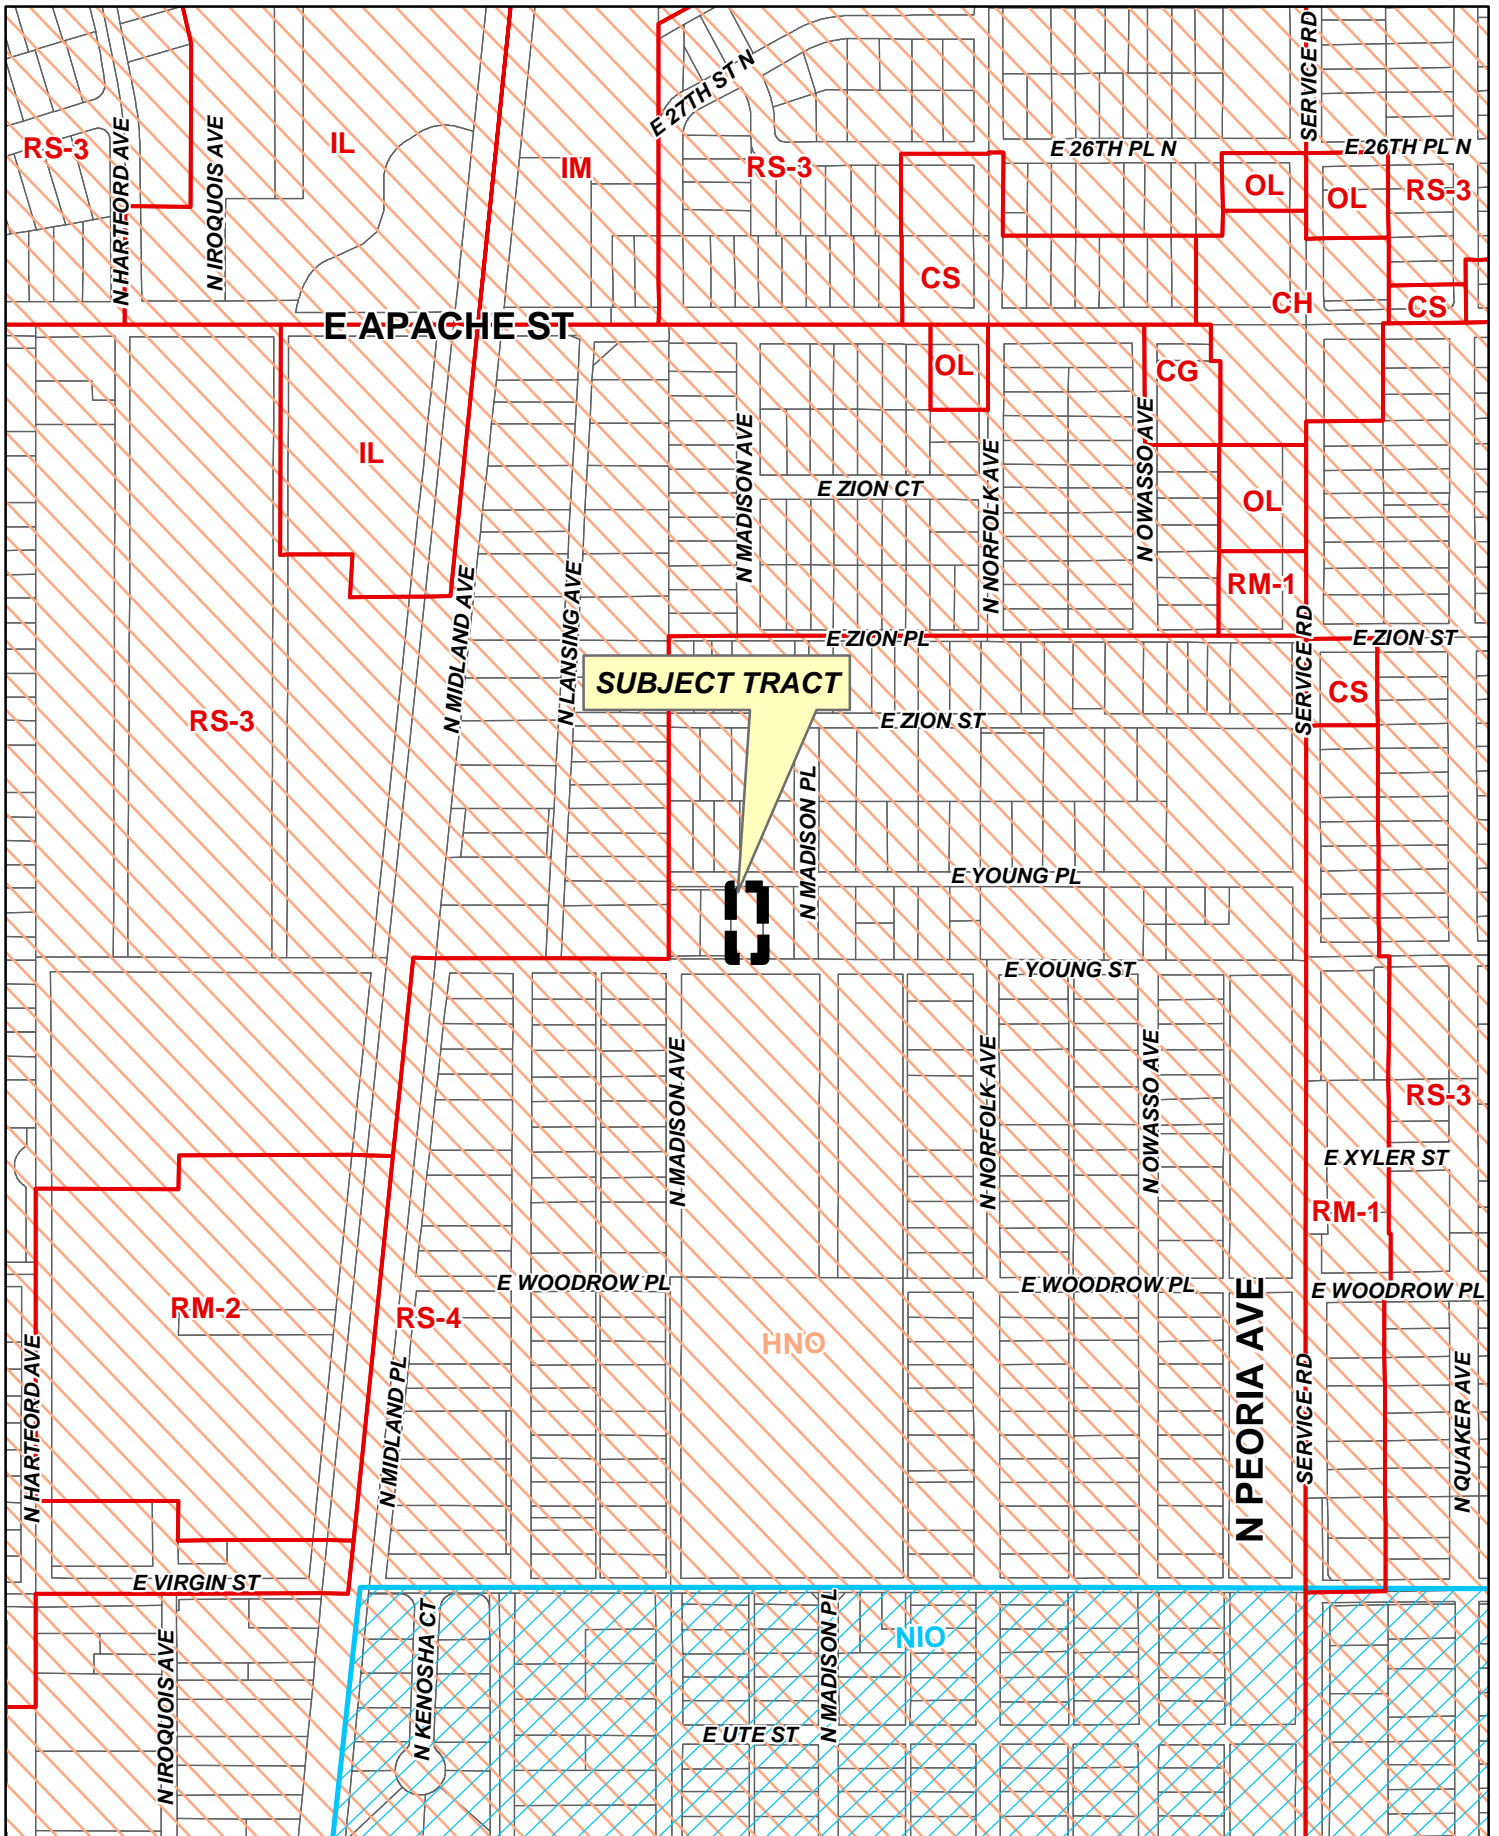 SERVICE RD
E 27TH ST N
N HARTFORD AVE
N IROQUOIS AVE
RS-3
IL
IM
RS-3
E 26TH PL N
E 26TH PL N
OL
OL
RS-3
CS
CH
CS
E APACHE ST
OL
CG
IL
N MADISON AVE
E ZION CT
N NORFOLK AVE
N OWASSO AVE
OL
RM-1
N MIDLAND AVE
N LANSING AVE
E ZION PL
SERVICE RD
E ZION ST
SUBJECT TRACT
CS
RS-3
E ZION ST
N MADISON PL
E YOUNG PL
E YOUNG ST
N MADISON AVE
N NORFOLK AVE
N OWASSO AVE
RS-3
E XYLER ST
RM-1
E WOODROW PL
E WOODROW PL
E WOODROW PL
RM-2
RS-4
HNO
N PEORIA AVE
N HARTFORD AVE
N MIDLAND PL
SERVICE RD
N QUAKER AVE
E VIRGIN ST
N IROQUOIS AVE
N KENOSHA CT
N MADISON PL
NIO
E UTE ST